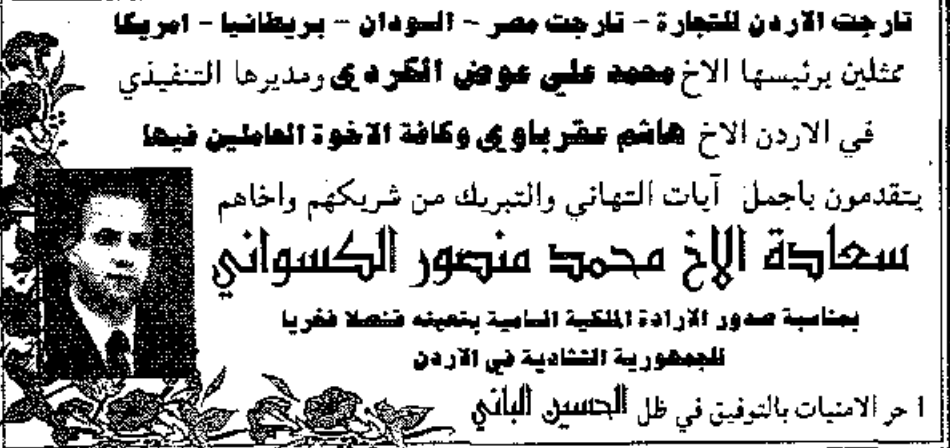 تارجت الاردن للتجارة - تارجت مصر - السودان - بريطانيا - امريكا
ممثلين برئيسها الاخ محمد علي عوض الكردي ومديرها التنفيذي
في الاردن الاخ هاشم عقرباوي وكافة الاخوة العاملين فيها
يتقدمون باجمل آيات التهاني والتبريك من شريكهم واخاهم
سعادة الاخ محمد منصور الكسواني
بمناسبة صدور الارادة الملكية السامية بتعينه قنصلا فخريا
للجمهورية التشادية في الاردن
احر الامنيات بالتوفيق في ظل الحسين الباني